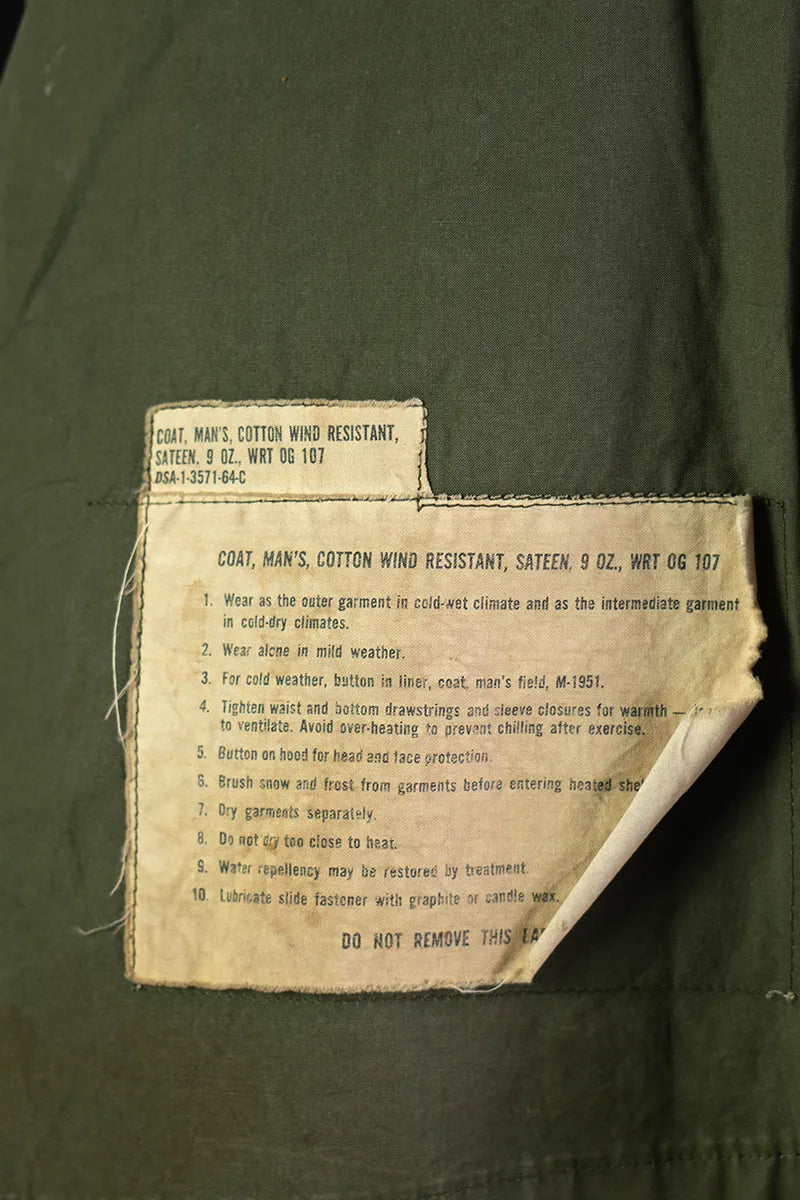 COAT, MAN'S, COTTON WIND RESISTANT,
SATEEN, 9 OZ., WRT OG 107
DSA-1-3571-64-C
COAT, MAN'S, COTTON WIND RESISTANT, SATEEN, 9 OZ., WRT OG 107
1. Wear as the outer garment in cold-wet climate and as the intermediate garment
in cold-dry climates.
2. Wear alone in mild weather.
3. For cold weather, button in liner, coat, man's field, M-1951.
4. Tighten waist and bottom drawstrings and sleeve closures for warmth —
to ventilate. Avoid over-heating to prevent chilling after exercise.
5. Button on hood for head and face protection.
6. Brush snow and frost from garments before entering heated
7. Dry garments separately.
8. Do not dry too close to heat.
9. Water repellency may be restored by treatment.
10. Lubricate slide fastener with graphite or candle wax.
DO NOT REMOVE THIS